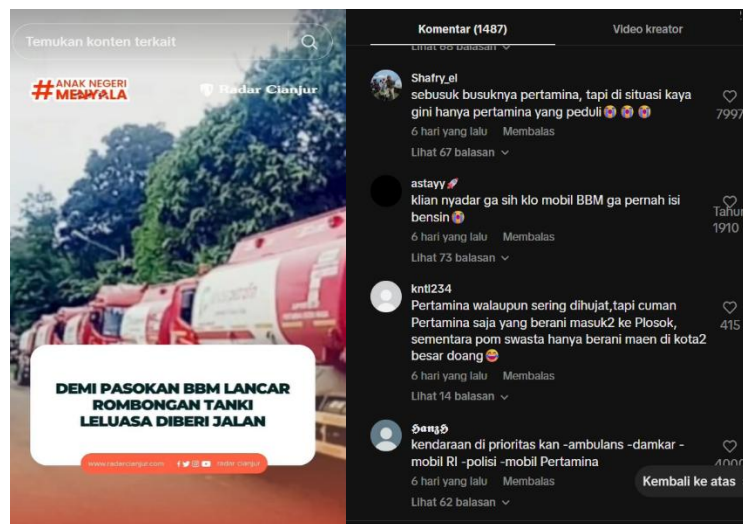 Temukan konten terkait
# ANAK NEGERI
MENYALA
Radar Cianjur
DEMI PASOKAN BBM LANCAR
ROMBONGAN TANKI
LELUASA DIBERI JALAN
www.radarcianjur.com radar cianjur
Komentar (1487)
Video kreator
Lihat 68 balasan
Shafry_el
sebusuk busuknya pertamina, tapi di situasi kaya
gini hanya pertamina yang peduli😭 😭 😭
6 hari yang lalu Membalas
7997
Lihat 67 balasan
astayy🚀
klian nyadar ga sih klo mobil BBM ga pernah isi
bensin😭
Tahun
1910
6 hari yang lalu Membalas
Lihat 73 balasan
kntl234
Pertamina walaupun sering dihujat,tapi cuman
Pertamina saja yang berani masuk2 ke Plosok,
sementara pom swasta hanya berani maen di kota2
besar doang😅
415
6 hari yang lalu Membalas
Lihat 14 balasan
𝕳𝖆𝖓𝖟𝕳
kendaraan di prioritas kan -ambulans -damkar -
mobil RI -polisi -mobil Pertamina
4000
6 hari yang lalu Membalas
Kembali ke atas
Lihat 62 balasan